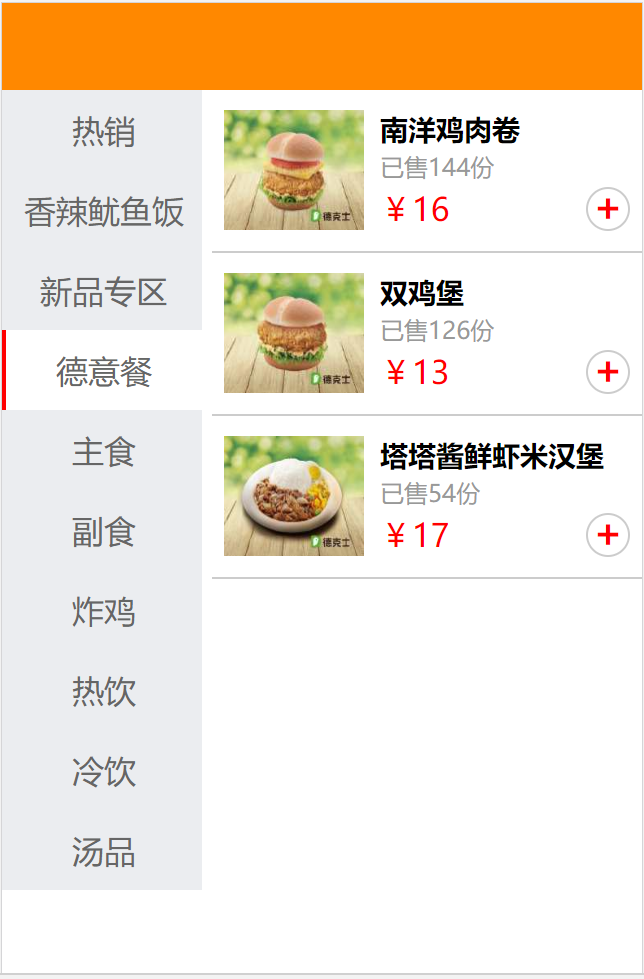 热销
香辣鱿鱼饭
新品专区
德意餐
主食
副食
炸鸡
热饮
冷饮
汤品
南洋鸡肉卷
已售144份
￥16
+
德克士
双鸡堡
已售126份
￥13
+
德克士
塔塔酱鲜虾米汉堡
已售54份
￥17
+
德克士